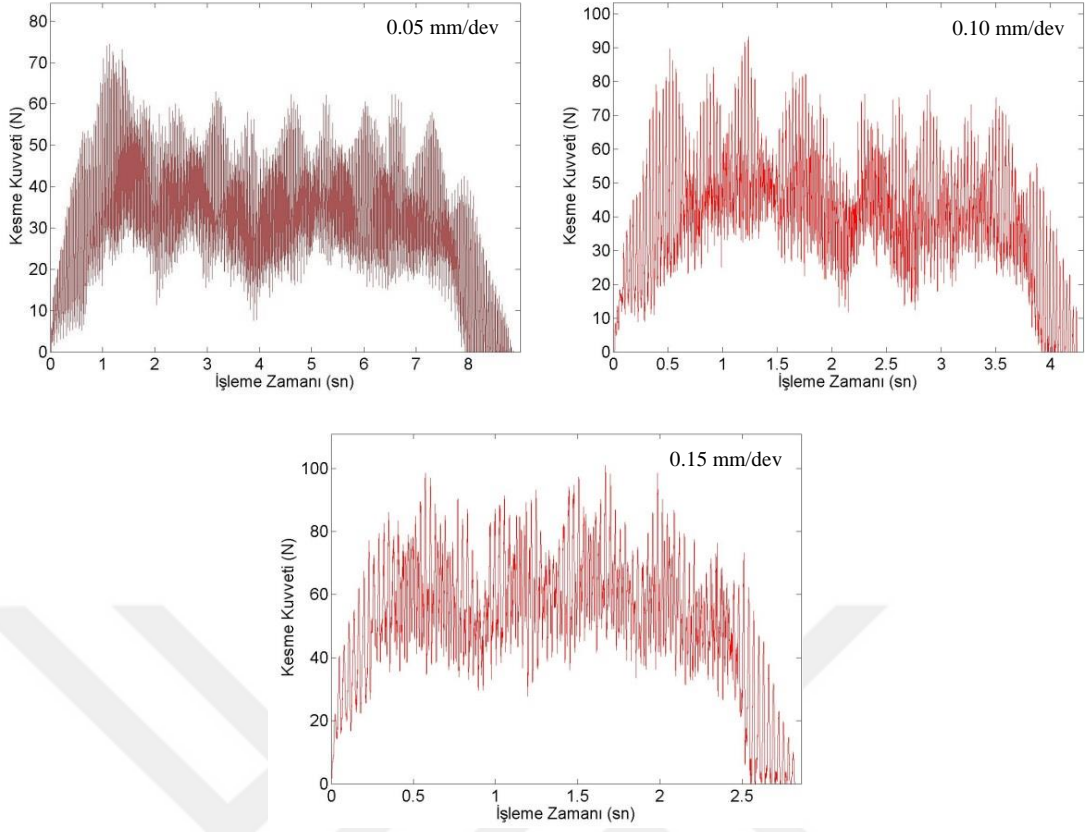 0.05 mm/dev
Kesme Kuvveti (N)
80
70
60
50
40
30
20
10
0
0 1 2 3 4 5 6 7 8
İşleme Zamanı (sn)
0.10 mm/dev
Kesme Kuvveti (N)
100
90
80
70
60
50
40
30
20
10
0
0 0.5 1 1.5 2 2.5 3 3.5 4
İşleme Zamanı (sn)
0.15 mm/dev
Kesme Kuvveti (N)
100
80
60
40
20
0
0 0.5 1 1.5 2 2.5
İşleme Zamanı (sn)